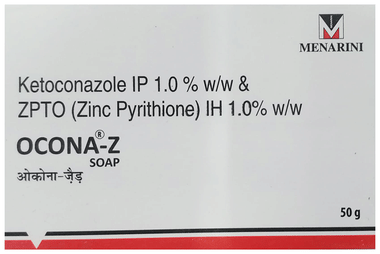 MENARINI
Ketoconazole IP 1.0 % w/w &
ZPTO (Zinc Pyrithione) IH 1.0% w/w
OCONA®-Z
SOAP
ओकोना-जैड़
50 g